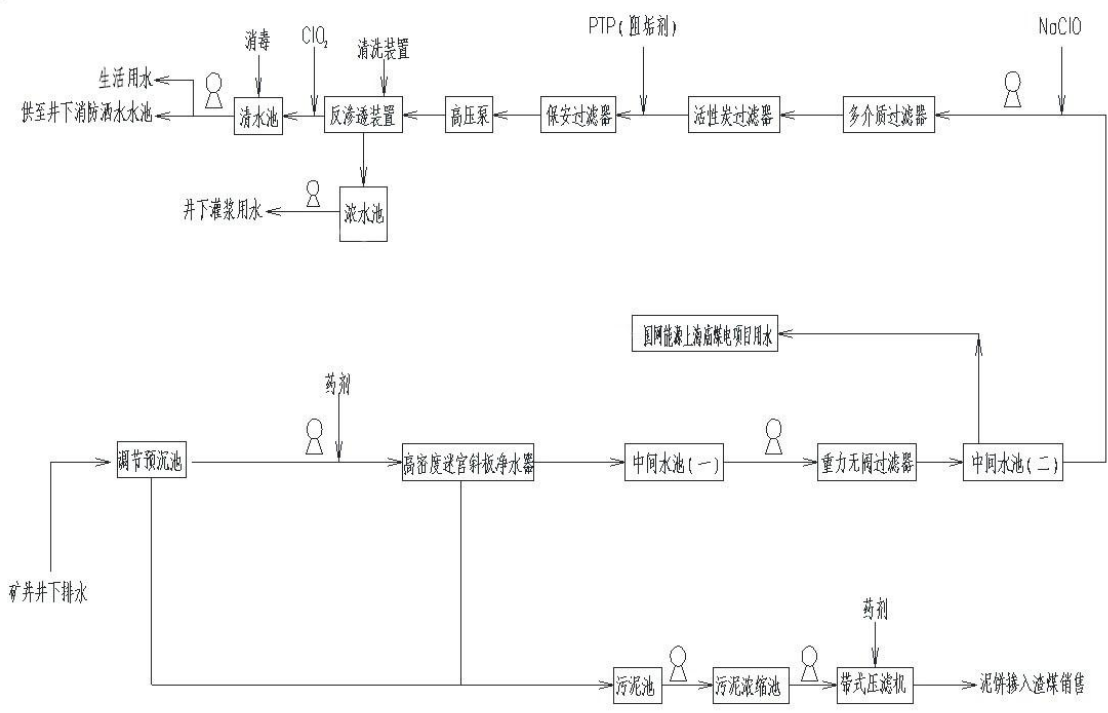 消毒
ClO₂
清洗装置
PTP(阻垢剂)
NaClO
生活用水
供至井下消防洒水水池
清水池
反渗透装置
高压泵
保安过滤器
活性炭过滤器
多介质过滤器
井下灌浆用水
浓水池
国网能源上海庙煤电项目用水
药剂
调节预沉池
高密度迷宫斜板净水器
中间水池(一)
重力无阀过滤器
中间水池(二)
矿井井下排水
药剂
污泥池
污泥浓缩池
带式压滤机
泥饼掺入渣煤销售